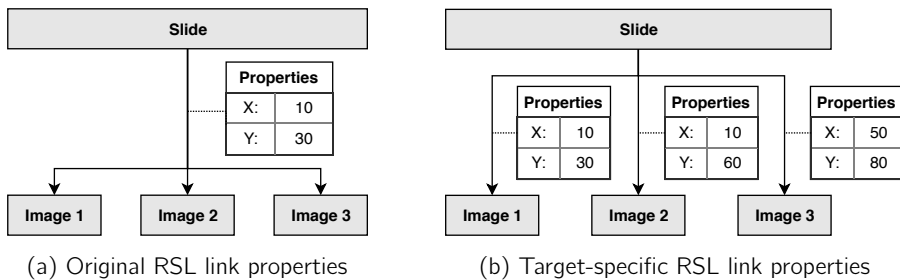 Slide
Properties
X: 10
Y: 30
Image 1 Image 2 Image 3
(a) Original RSL link properties
Slide
Properties Properties Properties
X: 10 X: 10 X: 50
Y: 30 Y: 60 Y: 80
Image 1 Image 2 Image 3
(b) Target-specific RSL link properties